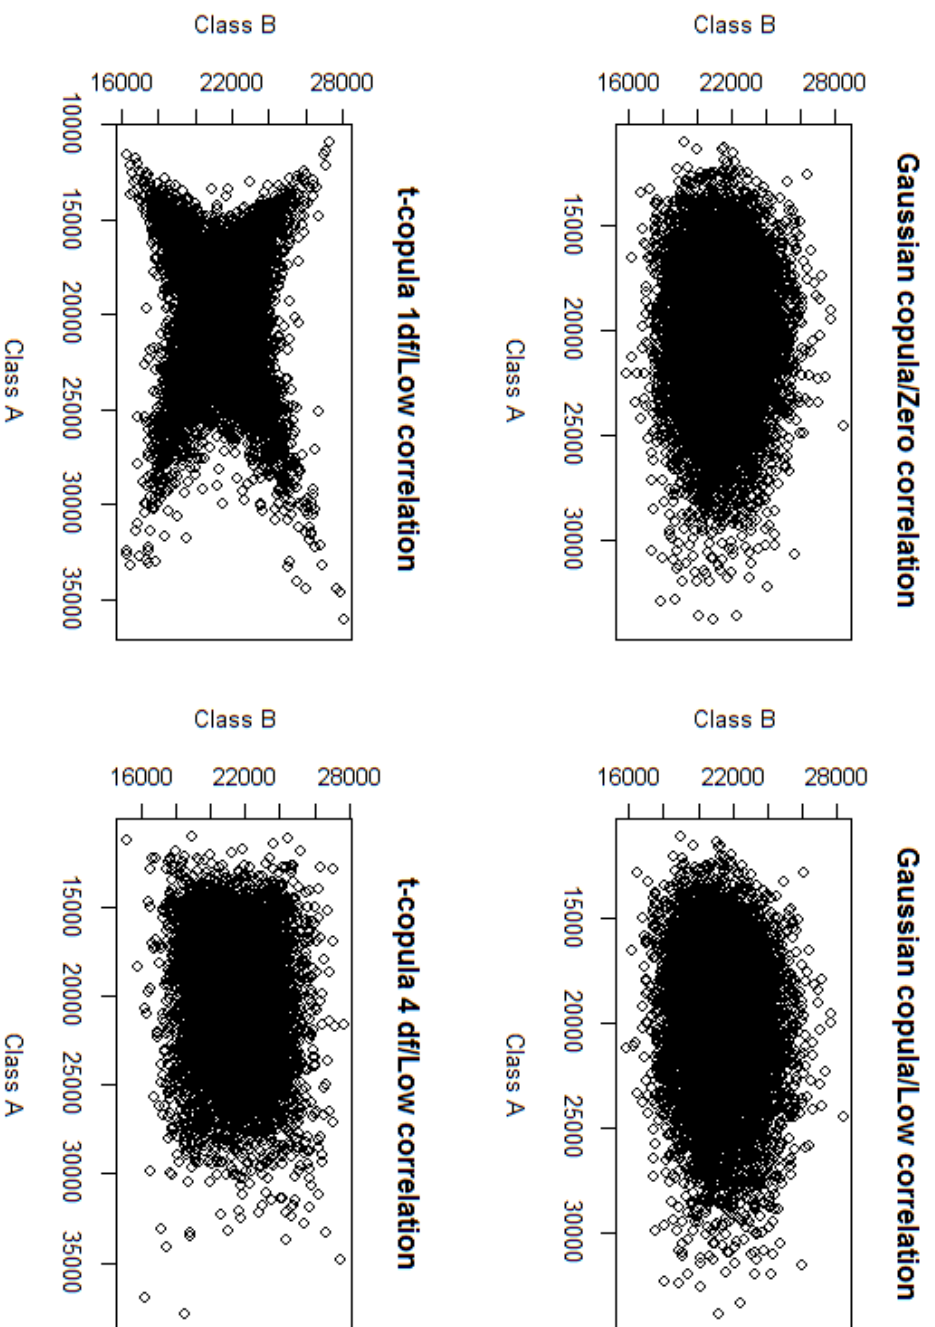 Gaussian copula/Zero correlation
Class B
16000 22000 28000
15000 20000 25000 30000
Class A
Gaussian copula/Low correlation
Class B
16000 22000 28000
15000 20000 25000 30000
Class A
t-copula 1df/Low correlation
Class B
16000 22000 28000
10000 15000 20000 25000 30000 35000
Class A
t-copula 4 df/Low correlation
Class B
16000 22000 28000
15000 20000 25000 30000 35000
Class A